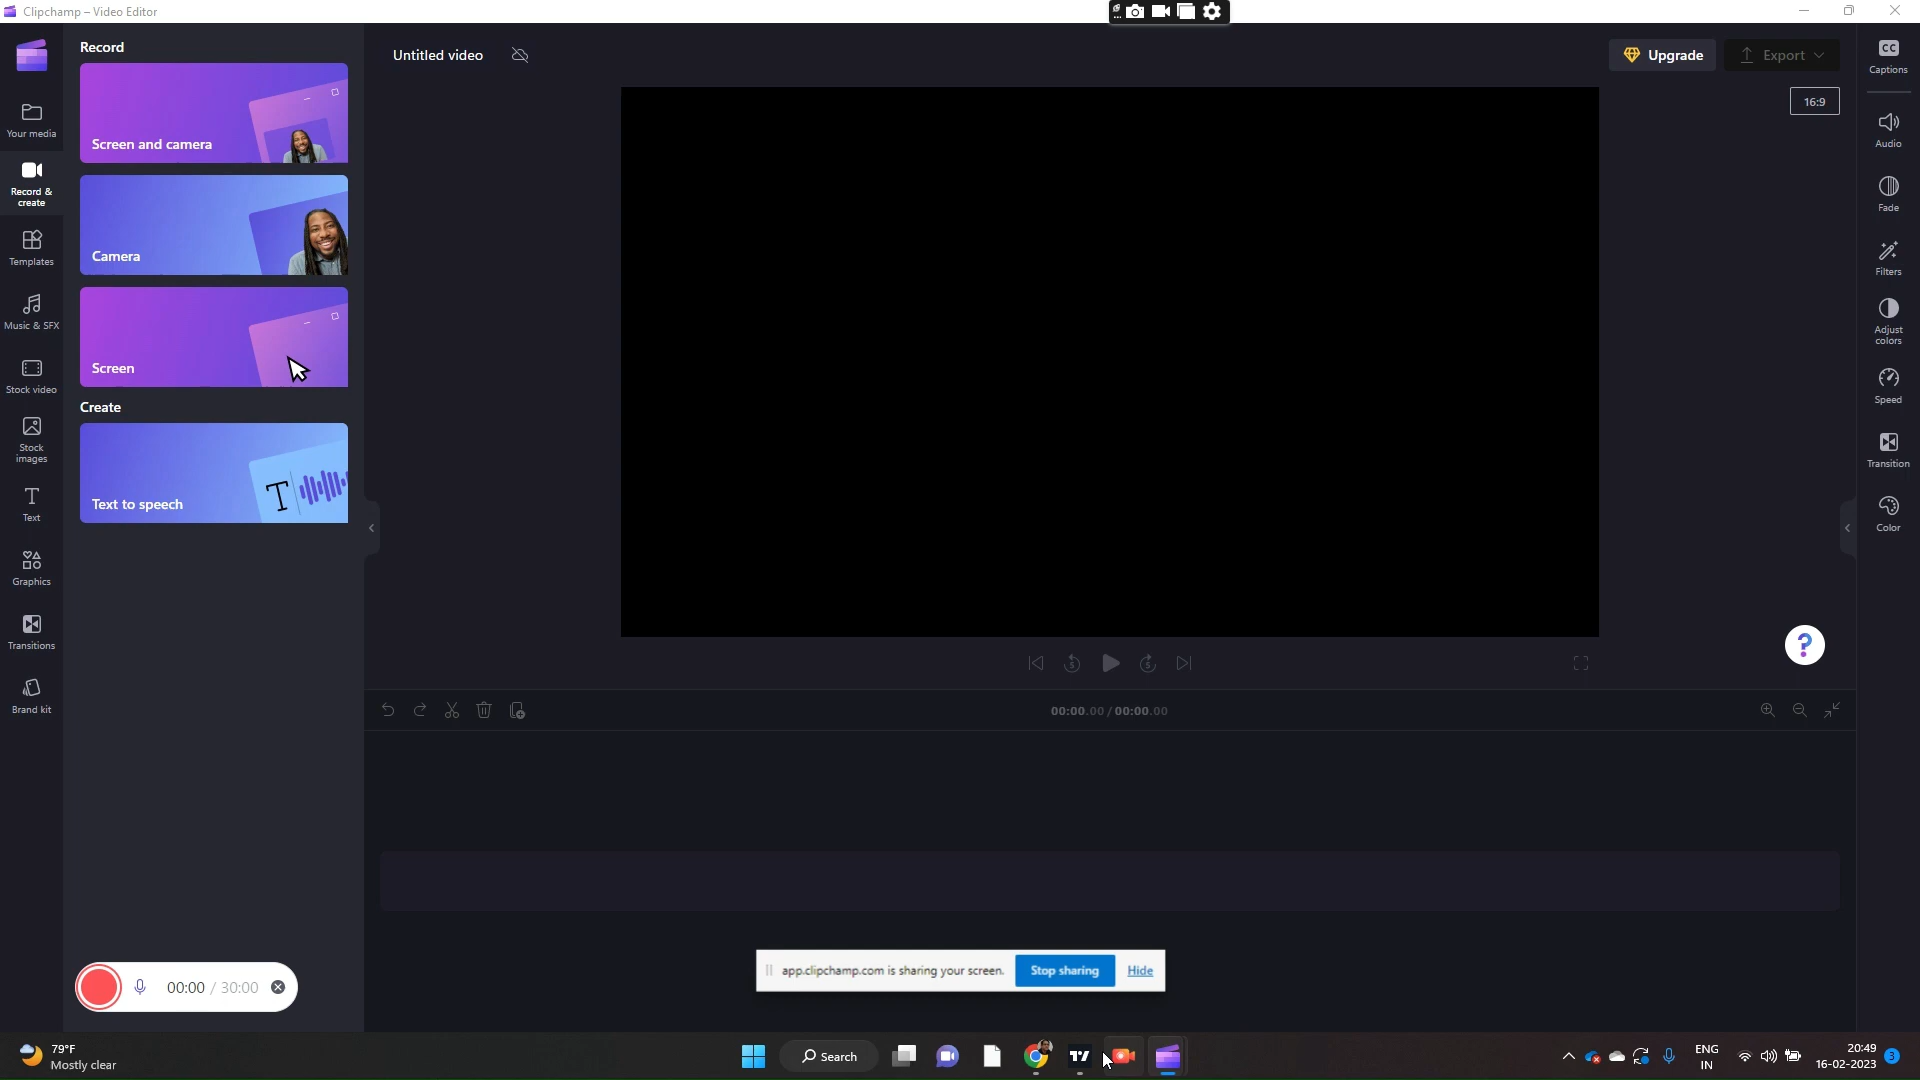 Clipchamp – Video Editor
Record
Untitled video
Upgrade
Export
CC
Captions
16:9
Your media
Screen and camera
Audio
Record &
create
Fade
Templates
Camera
Filters
Music & SFX
Adjust
colors
Screen
Stock video
Speed
Create
Stock
images
Transition
Text to speech
T
Text
Color
Graphics
Transitions
?
5
5
Brand kit
00:00.00 / 00:00.00
app.clipchamp.com is sharing your screen.
Stop sharing
Hide
00:00 / 30:00
79°F
Mostly clear
Search
ENG
IN
20:49
16-02-2023
3